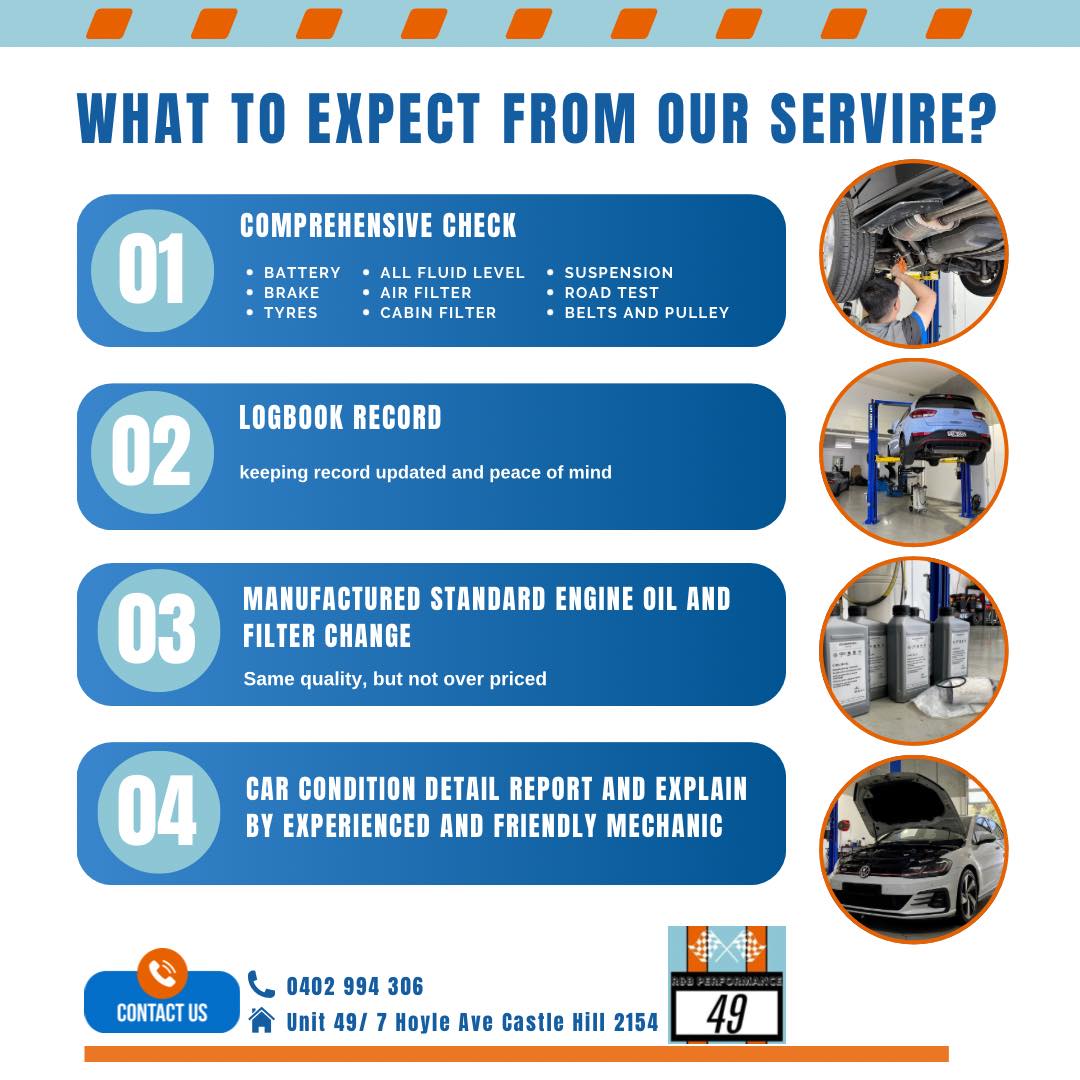 WHAT TO EXPECT FROM OUR SERVIRE?
01
COMPREHENSIVE CHECK
BATTERY
BRAKE
TYRES
ALL FLUID LEVEL
AIR FILTER
CABIN FILTER
SUSPENSION
ROAD TEST
BELTS AND PULLEY
02
LOGBOOK RECORD
keeping record updated and peace of mind
03
MANUFACTURED STANDARD ENGINE OIL AND
FILTER CHANGE
Same quality, but not over priced
04
CAR CONDITION DETAIL REPORT AND EXPLAIN
BY EXPERIENCED AND FRIENDLY MECHANIC
CONTACT US
0402 994 306
Unit 49/ 7 Hoyle Ave Castle Hill 2154
R&B PERFORMANCE
49